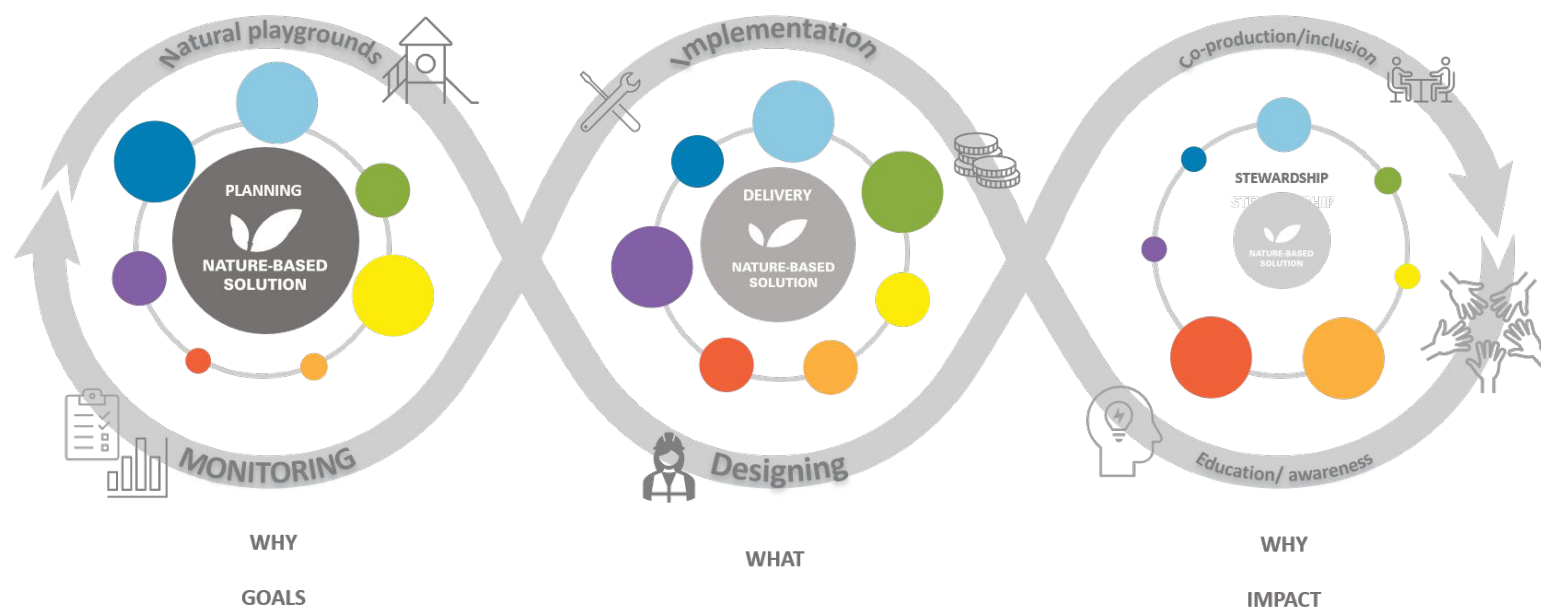 Natural playgrounds
PLANNING
NATURE-BASED
SOLUTION
MONITORING
WHY
GOALS
Implementation
DELIVERY
NATURE-BASED
SOLUTION
Designing
WHAT
Co-production/inclusion
STEWARDSHIP
STEWARDSHIP
NATURE-BASED
SOLUTION
Education/ awareness
WHY
IMPACT